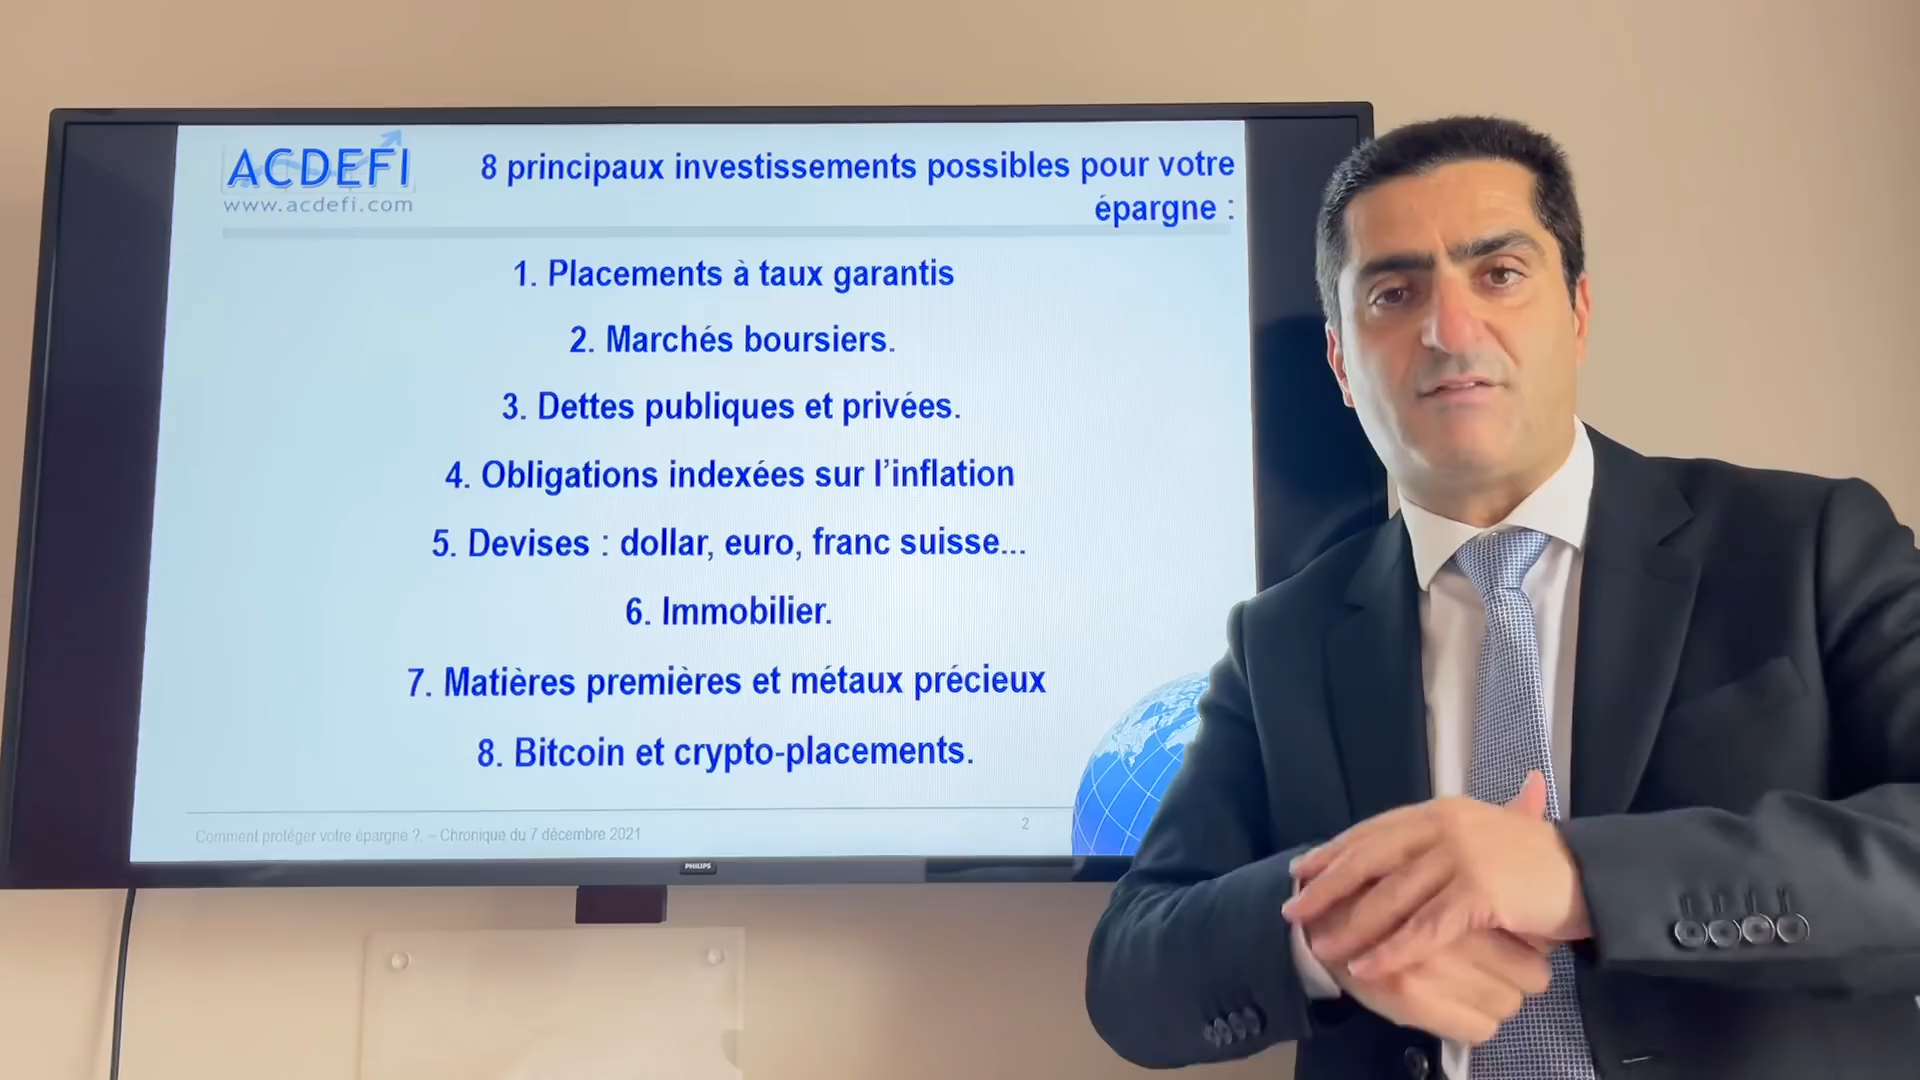 ACDEFI
www.acdefi.com
8 principaux investissements possibles pour votre
épargne :
1. Placements à taux garantis
2. Marchés boursiers.
3. Dettes publiques et privées.
4. Obligations indexées sur l'inflation
5. Devises : dollar, euro, franc suisse...
6. Immobilier.
7. Matières premières et métaux précieux
8. Bitcoin et crypto-placements.
Comment protéger votre épargne ?. – Chronique du 7 décembre 2021
2
PHILIPS